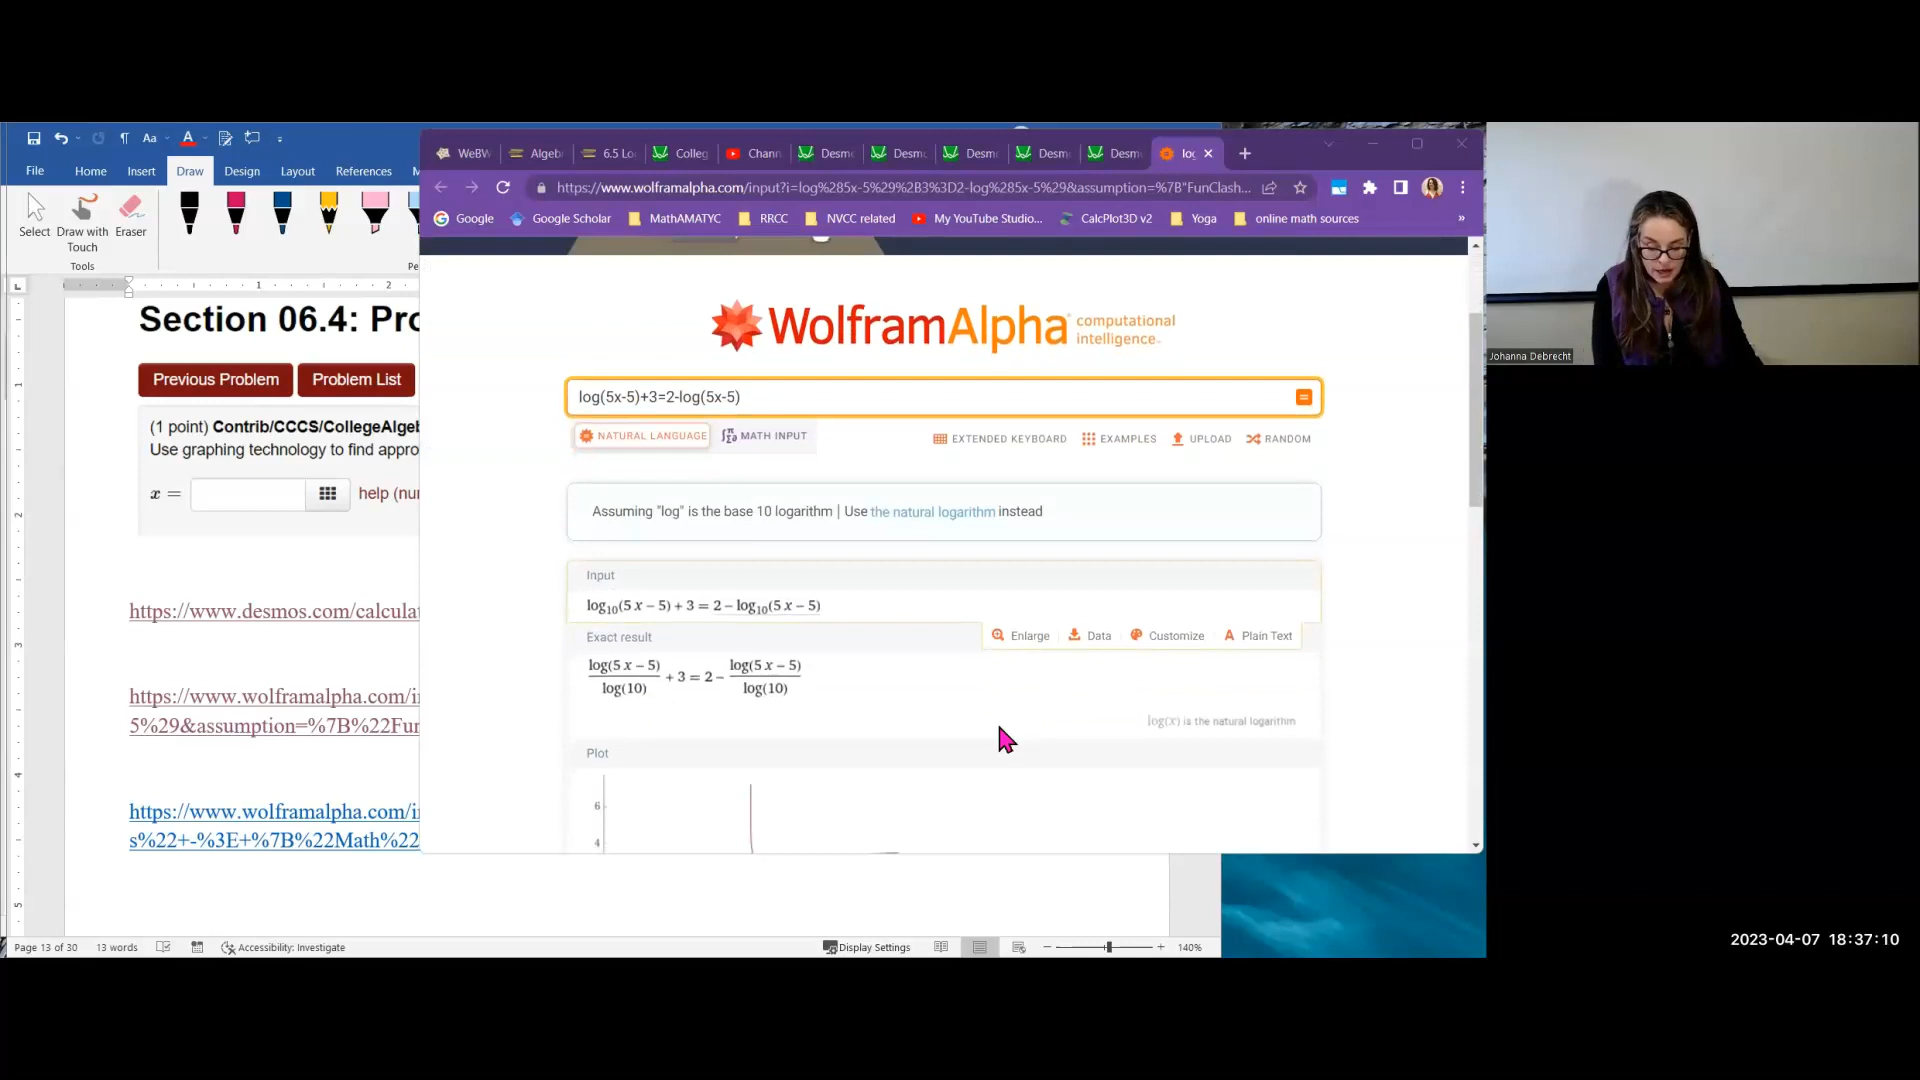 WeBW
Algeb
6.5 Lo
Colleg
Chann
Desm
Desm
Desm
Desm
Desm
log
https://www.wolframalpha.com/input?i=log%285x-5%29%2B3%3D2-log%285x-5%29&assumption=%7B"FunClash...
Google
Google Scholar
MathAMATYC
RRCC
NVCC related
My YouTube Studio...
CalcPlot3D v2
Yoga
online math sources
»
File
Home
Insert
Draw
Design
Layout
References
M
Select
Draw with Touch
Eraser
Tools
Pe
Section 06.4: Pro
Previous Problem
Problem List
(1 point) Contrib/CCCS/CollegeAlgeb
Use graphing technology to find appro
x =
help (nu
https://www.desmos.com/calculat
https://www.wolframalpha.com/i
5%29&assumption=%7B%22Fun
https://www.wolframalpha.com/i
s%22+-%3E+%7B%22Math%22
WolframAlpha computational intelligence.
log(5x-5)+3=2-log(5x-5)
NATURAL LANGUAGE
MATH INPUT
EXTENDED KEYBOARD
EXAMPLES
UPLOAD
RANDOM
Assuming "log" is the base 10 logarithm | Use the natural logarithm instead
Input
log₁₀(5 x − 5) + 3 = 2 − log₁₀(5 x − 5)
Exact result
Enlarge
Data
Customize
Plain Text
log(5 x − 5)/log(10) + 3 = 2 − log(5 x − 5)/log(10)
log(x) is the natural logarithm
Plot
6
4
Johanna Debrecht
Page 13 of 30
13 words
Accessibility: Investigate
Display Settings
140%
2023-04-07 18:37:10